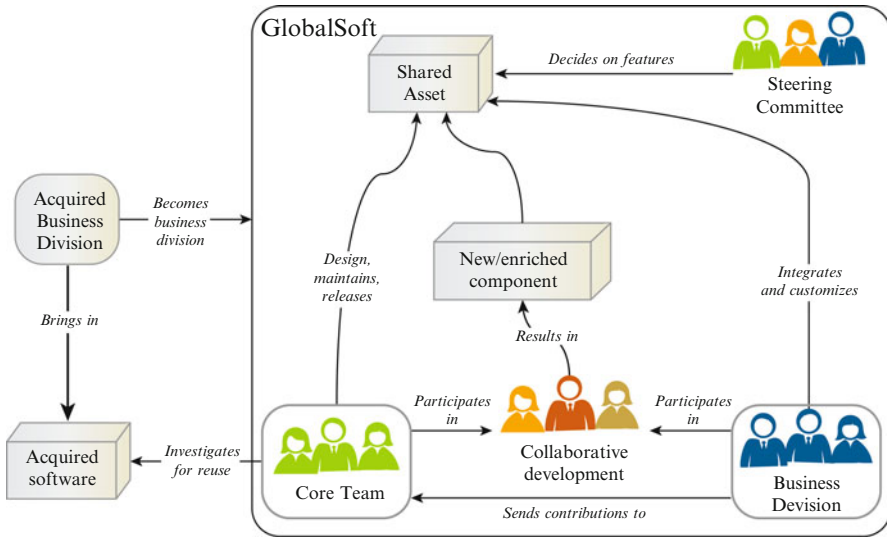 GlobalSoft
Shared
Asset
Decides on features
Steering
Committee
Acquired
Business
Division
Becomes
business
division
Design,
maintains,
releases
New/enriched
component
Integrates
and customizes
Brings in
Results in
Participates
in
Participates
in
Acquired
software
Investigates
for reuse
Core Team
Collaborative
development
Business
Devision
Sends contributions to